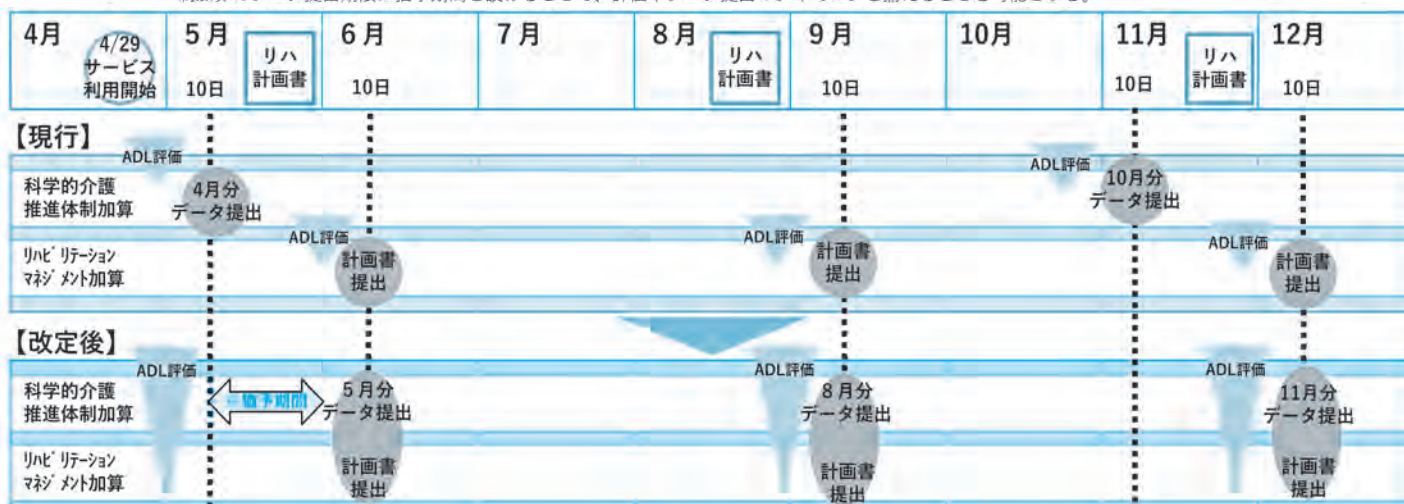 4月
4/29
サービス
利用開始
5月
10日
リハ
計画書
6月
10日
7月
8月
リハ
計画書
9月
10日
10月
11月
10日
リハ
計画書
12月
10日
【現行】
ADL評価
科学的介護
推進体制加算
4月分
データ提出
ADL評価
10月分
データ提出
リハビリテーション
マネジメント加算
ADL評価
計画書
提出
ADL評価
計画書
提出
ADL評価
計画書
提出
【改定後】
ADL評価
科学的介護
推進体制加算
猶予期間
5月分
データ提出
ADL評価
8月分
データ提出
ADL評価
11月分
データ提出
リハビリテーション
マネジメント加算
計画書
提出
計画書
提出
計画書
提出